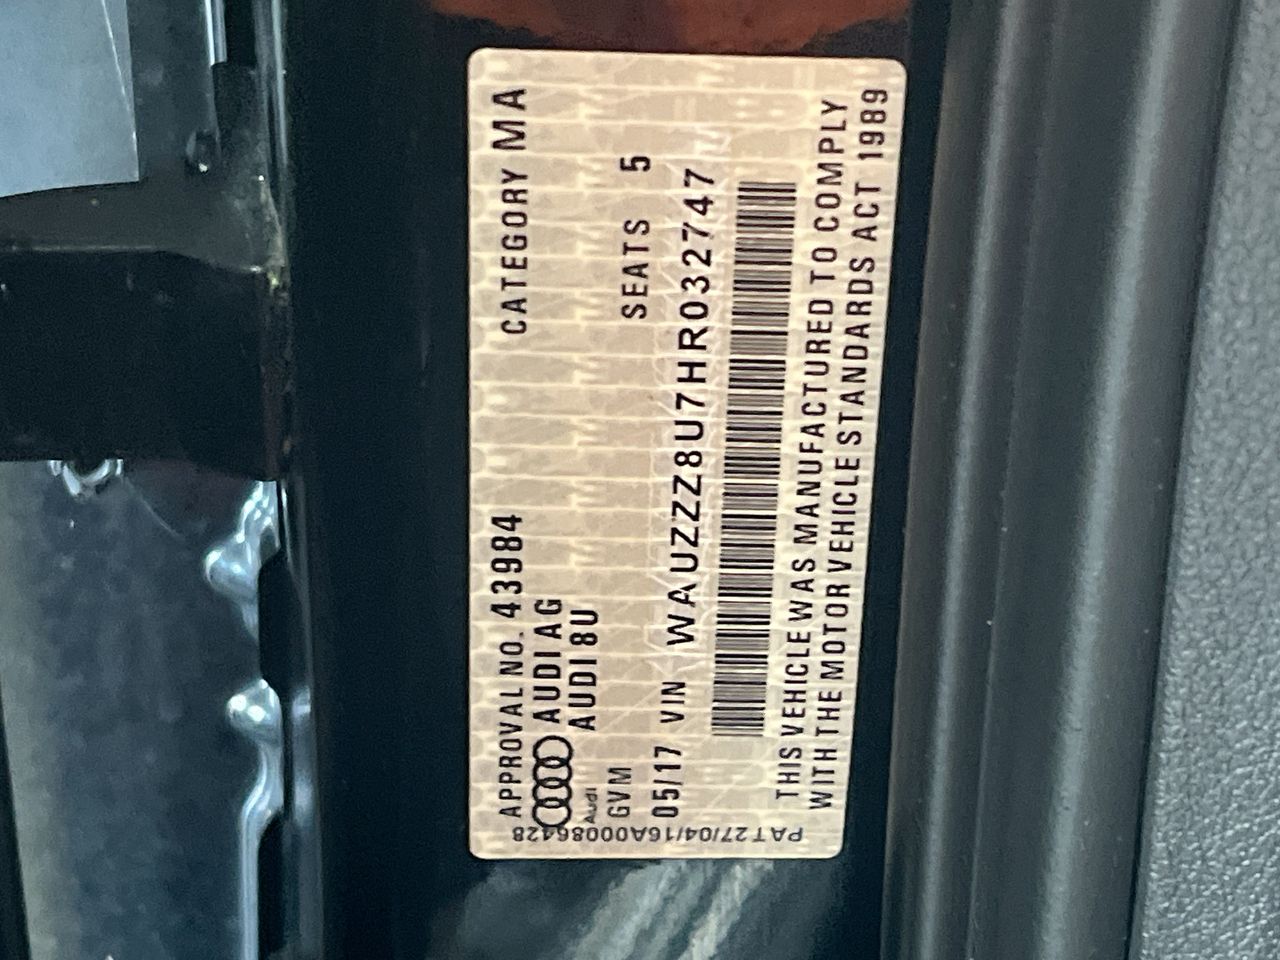 APPROVAL NO. 43984 CATEGORY MA
AUDI AG
AUDI 8U
Audi
GVM SEATS 5
05/17 VIN WAUZZZ8U7HR032747
THIS VEHICLE WAS MANUFACTURED TO COMPLY
WITH THE MOTOR VEHICLE STANDARDS ACT 1989
PAT27/04/16A00086428